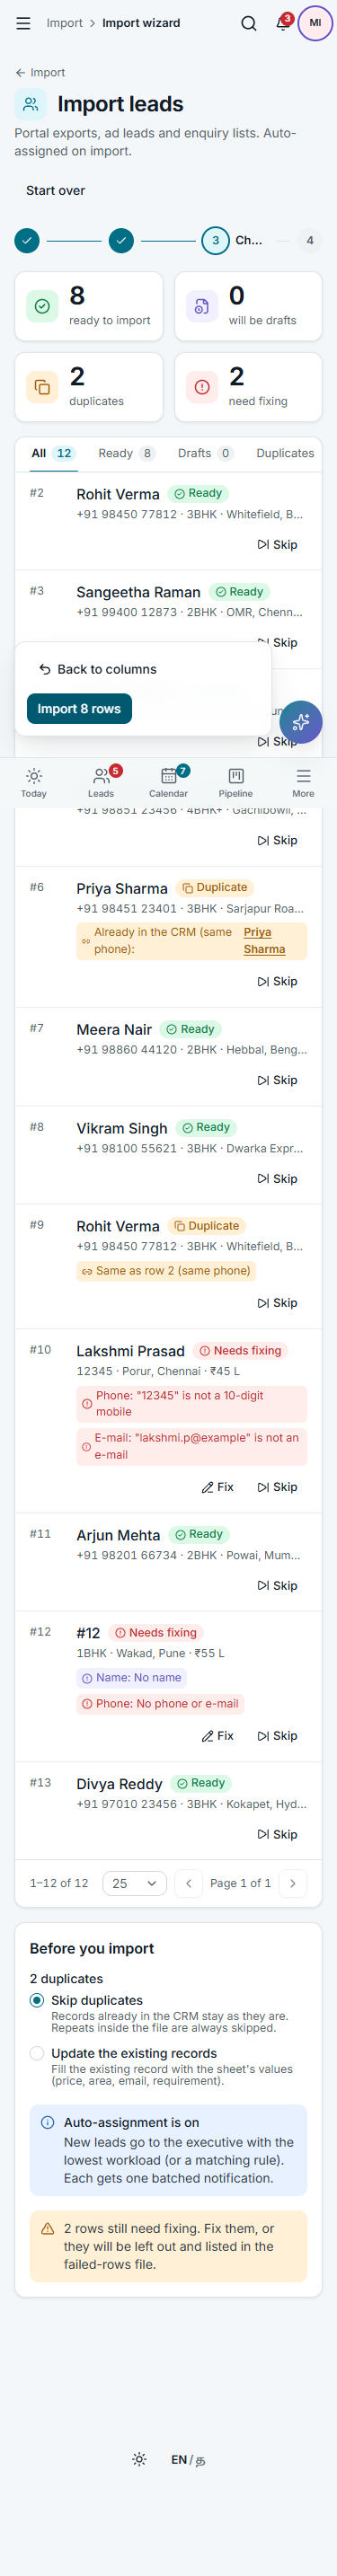 Import > Import wizard
3
MI
← Import
Import leads
Portal exports, ad leads and enquiry lists. Auto-
assigned on import.
Start over
3 Ch... 4
8
ready to import
0
will be drafts
2
duplicates
2
need fixing
All 12 Ready 8 Drafts 0 Duplicates
#2 Rohit Verma Ready
+91 98450 77812 · 3BHK · Whitefield, B...
Skip
#3 Sangeetha Raman Ready
+91 99400 12873 · 2BHK · OMR, Chenn...
Skip
Back to columns
Import 8 rows
Skip
Today
Leads 5
Calendar 7
Pipeline
More
+91 98851 23456 · 4BHK+ · Gachibowli, ...
Skip
#6 Priya Sharma Duplicate
+91 98451 23401 · 3BHK · Sarjapur Roa...
Already in the CRM (same phone): Priya Sharma
Skip
#7 Meera Nair Ready
+91 98860 44120 · 2BHK · Hebbal, Beng...
Skip
#8 Vikram Singh Ready
+91 98100 55621 · 3BHK · Dwarka Expr...
Skip
#9 Rohit Verma Duplicate
+91 98450 77812 · 3BHK · Whitefield, B...
Same as row 2 (same phone)
Skip
#10 Lakshmi Prasad Needs fixing
12345 · Porur, Chennai · ₹45 L
Phone: "12345" is not a 10-digit
mobile
E-mail: "lakshmi.p@example" is not an
e-mail
Fix Skip
#11 Arjun Mehta Ready
+91 98201 66734 · 2BHK · Powai, Mum...
Skip
#12 #12 Needs fixing
1BHK · Wakad, Pune · ₹55 L
Name: No name
Phone: No phone or e-mail
Fix Skip
#13 Divya Reddy Ready
+91 97010 23456 · 3BHK · Kokapet, Hyd...
Skip
1–12 of 12 25 Page 1 of 1
Before you import
2 duplicates
Skip duplicates
Records already in the CRM stay as they are.
Repeats inside the file are always skipped.
Update the existing records
Fill the existing record with the sheet's values
(price, area, email, requirement).
Auto-assignment is on
New leads go to the executive with the
lowest workload (or a matching rule).
Each gets one batched notification.
2 rows still need fixing. Fix them, or
they will be left out and listed in the
failed-rows file.
EN / த